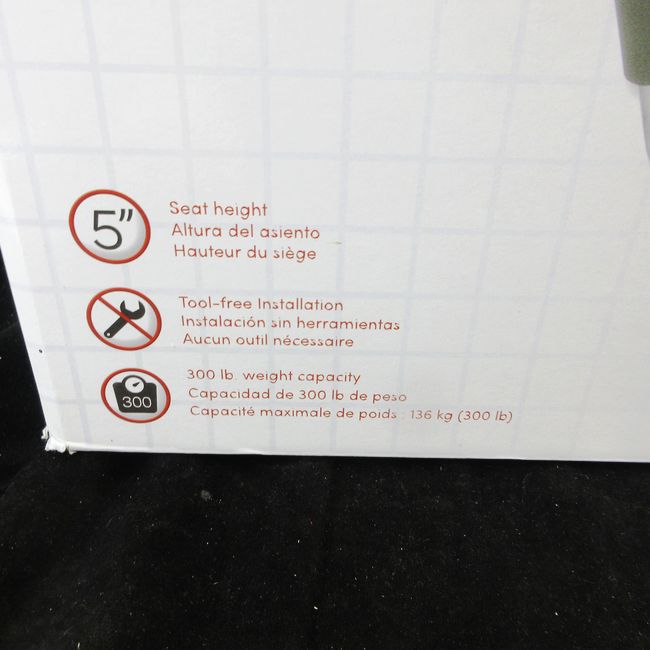 5"
Seat height
Altura del asiento
Hauteur du siège
Tool-free Installation
Instalación sin herramientas
Aucun outil nécessaire
300
300 lb. weight capacity
Capacidad de 300 lb de peso
Capacité maximale de poids : 136 kg (300 lb)